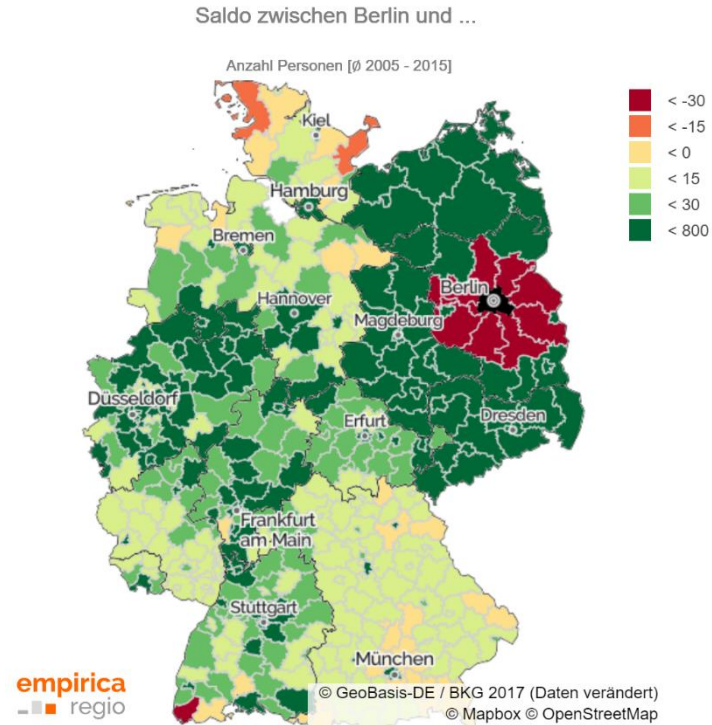 Saldo zwischen Berlin und ...
Anzahl Personen [Ø 2005 - 2015]
< -30
< -15
< 0
< 15
< 30
< 800
Kiel
Hamburg
Bremen
Berlin
Hannover
Magdeburg
Düsseldorf
Erfurt
Dresden
Frankfurt
am Main
Stuttgart
München
empirica
regio
© GeoBasis-DE / BKG 2017 (Daten verändert)
© Mapbox © OpenStreetMap